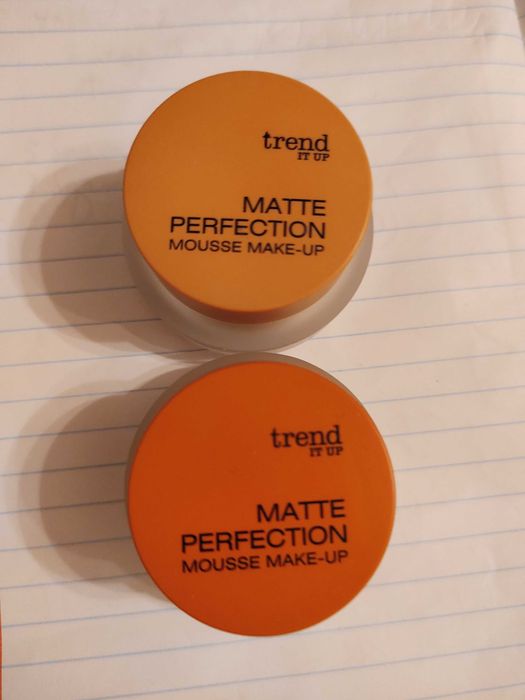 trend
IT UP
MATTE
PERFECTION
MOUSSE MAKE-UP
trend
IT UP
MATTE
PERFECTION
MOUSSE MAKE-UP